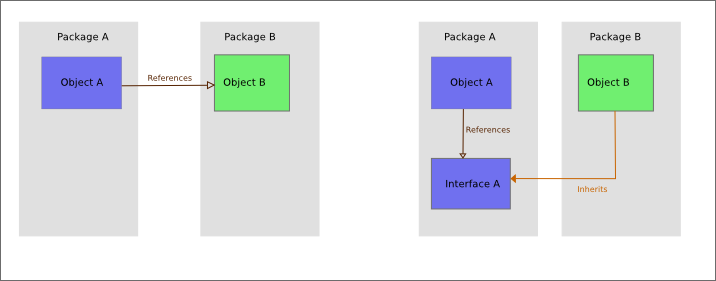 Package A
Package B
Object A
References
Object B
Package A
Package B
Object A
Object B
References
Interface A
Inherits